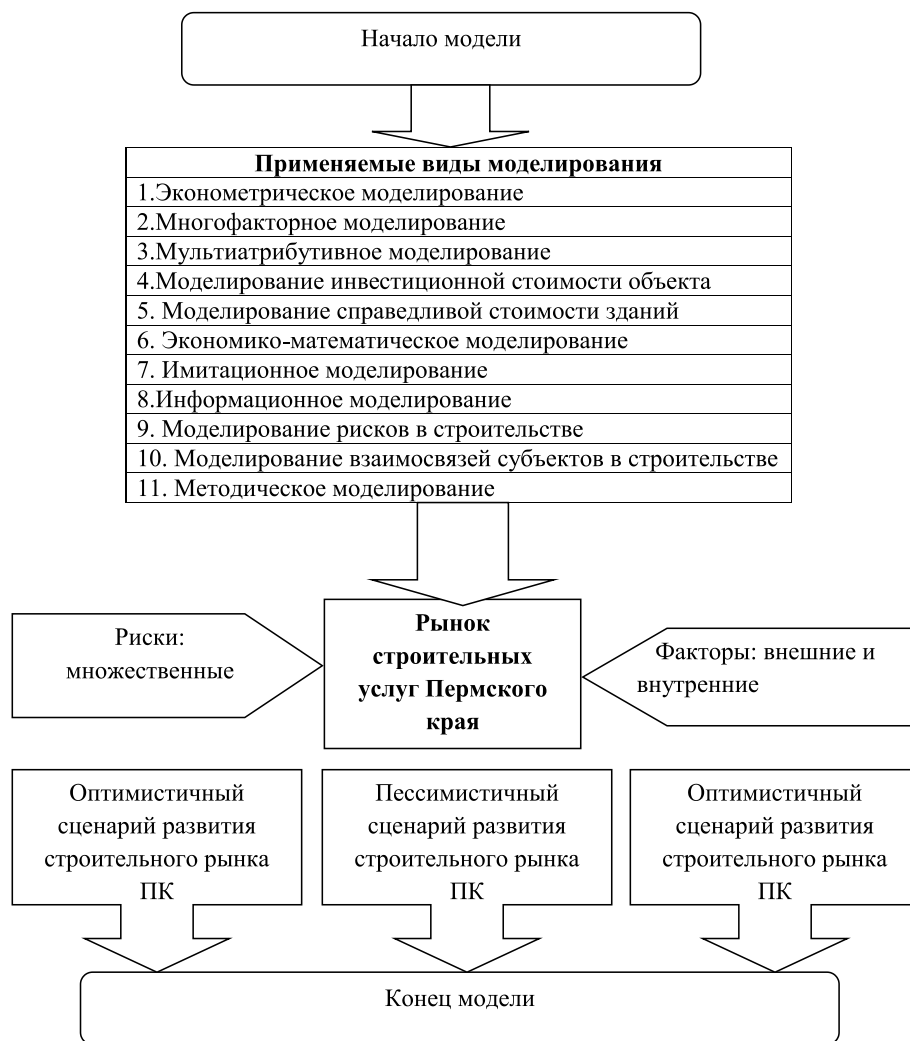 Начало модели
Применяемые виды моделирования
1.Эконометрическое моделирование
2.Многофакторное моделирование
3.Мультиатрибутивное моделирование
4.Моделирование инвестиционной стоимости объекта
5. Моделирование справедливой стоимости зданий
6. Экономико-математическое моделирование
7. Имитационное моделирование
8.Информационное моделирование
9. Моделирование рисков в строительстве
10. Моделирование взаимосвязей субъектов в строительстве
11. Методическое моделирование
Риски:
множественные
Рынок
строительных
услуг Пермского
края
Факторы: внешние и
внутренние
Оптимистичный
сценарий развития
строительного рынка
ПК
Пессимистичный
сценарий развития
строительного рынка
ПК
Оптимистичный
сценарий развития
строительного рынка
ПК
Конец модели